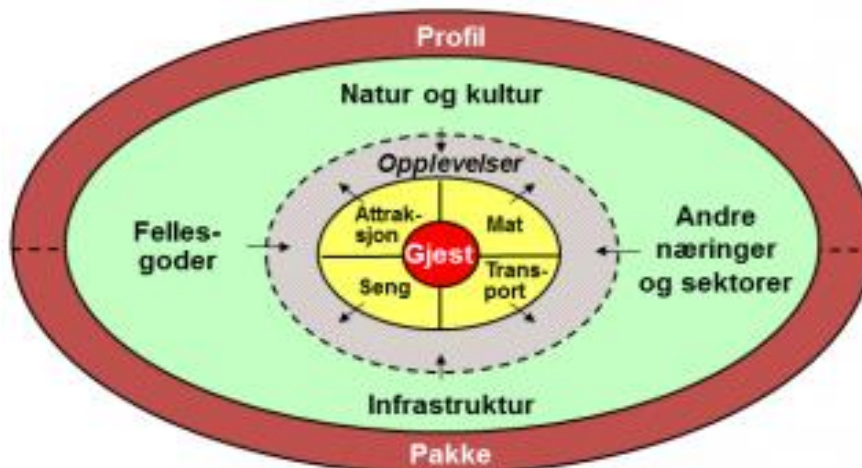 Profil
Natur og kultur
Opplevelser
Attrak-
sjon
Mat
Felles-
goder
Gjest
Andre
næringer
og sektorer
Seng
Trans-
port
Infrastruktur
Pakke